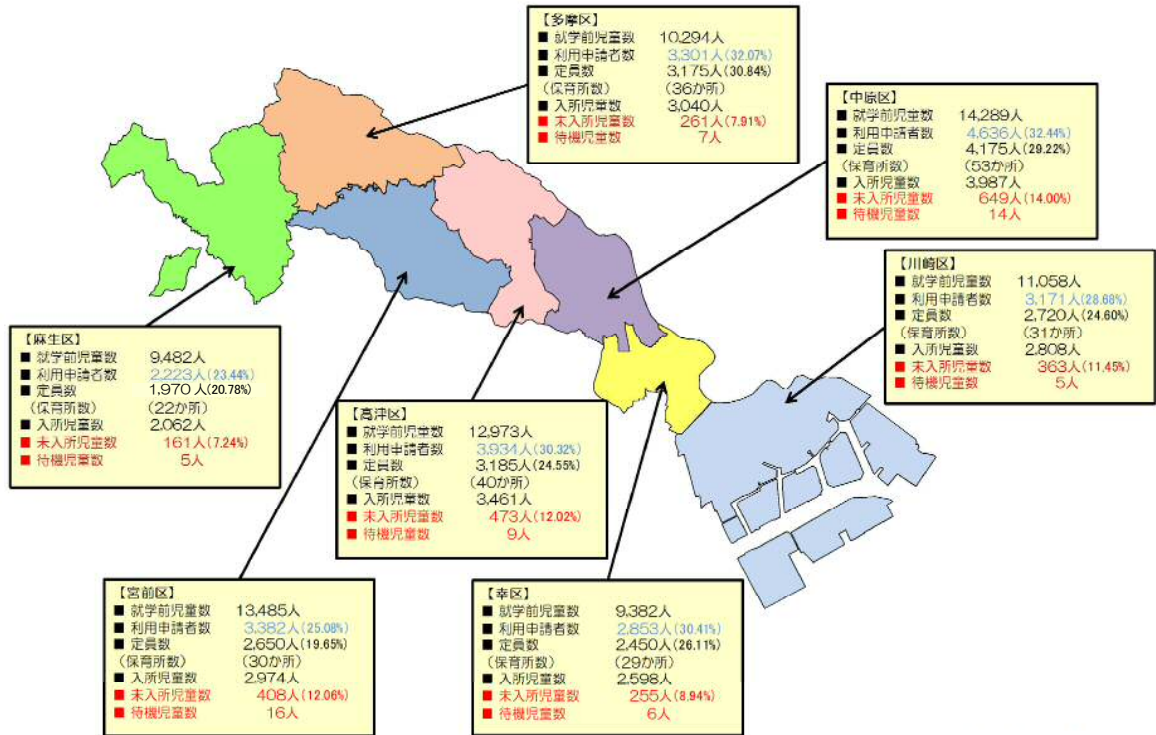 【多摩区】
■ 就学前児童数 10,294人
■ 利用申請者数 3,301人(32.07%)
■ 定員数 3,175人(30.84%)
(保育所数) (36か所)
■ 入所児童数 3,040人
■ 未入所児童数 261人(7.91%)
■ 待機児童数 7人
【中原区】
■ 就学前児童数 14,289人
■ 利用申請者数 4,636人(32.44%)
■ 定員数 4,175人(29.22%)
(保育所数) (53か所)
■ 入所児童数 3,987人
■ 未入所児童数 649人(14.00%)
■ 待機児童数 14人
【川崎区】
■ 就学前児童数 11,058人
■ 利用申請者数 3,171人(28.68%)
■ 定員数 2,720人(24.60%)
(保育所数) (31か所)
■ 入所児童数 2,808人
■ 未入所児童数 363人(11.45%)
■ 待機児童数 5人
【麻生区】
■ 就学前児童数 9,482人
■ 利用申請者数 2,223人(23.44%)
■ 定員数 1,970人(20.78%)
(保育所数) (22か所)
■ 入所児童数 2,062人
■ 未入所児童数 161人(7.24%)
■ 待機児童数 5人
【高津区】
■ 就学前児童数 12,973人
■ 利用申請者数 3,934人(30.32%)
■ 定員数 3,185人(24.55%)
(保育所数) (40か所)
■ 入所児童数 3,461人
■ 未入所児童数 473人(12.02%)
■ 待機児童数 9人
【宮前区】
■ 就学前児童数 13,485人
■ 利用申請者数 3,382人(25.08%)
■ 定員数 2,650人(19.65%)
(保育所数) (30か所)
■ 入所児童数 2,974人
■ 未入所児童数 408人(12.06%)
■ 待機児童数 16人
【幸区】
■ 就学前児童数 9,382人
■ 利用申請者数 2,853人(30.41%)
■ 定員数 2,450人(26.11%)
(保育所数) (29か所)
■ 入所児童数 2,598人
■ 未入所児童数 255人(8.94%)
■ 待機児童数 6人